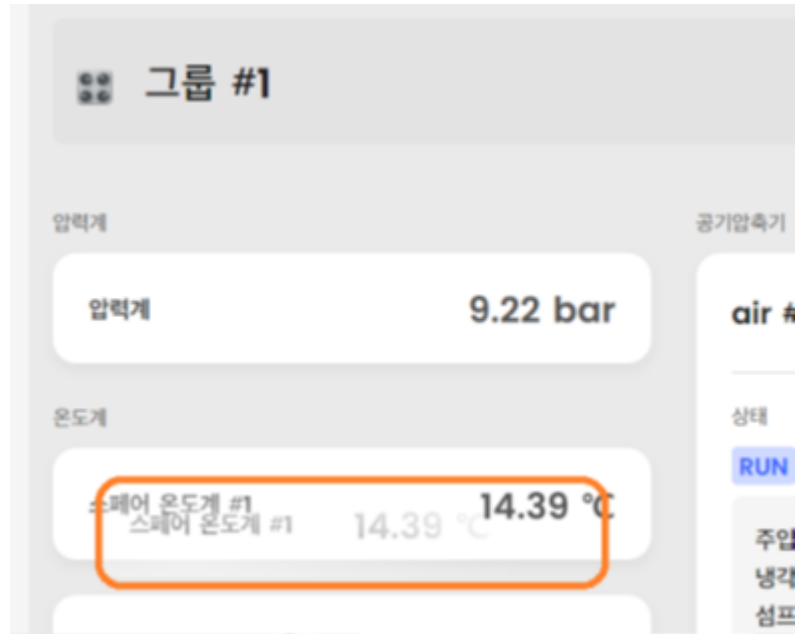 그룹 #1
압력계
공기압축기
압력계 9.22 bar
air #
온도계
상태
스페어 온도계 #1 14.39 °C
스페어 온도계 #1 14.39 °C
RUN
주입
냉각
섬프